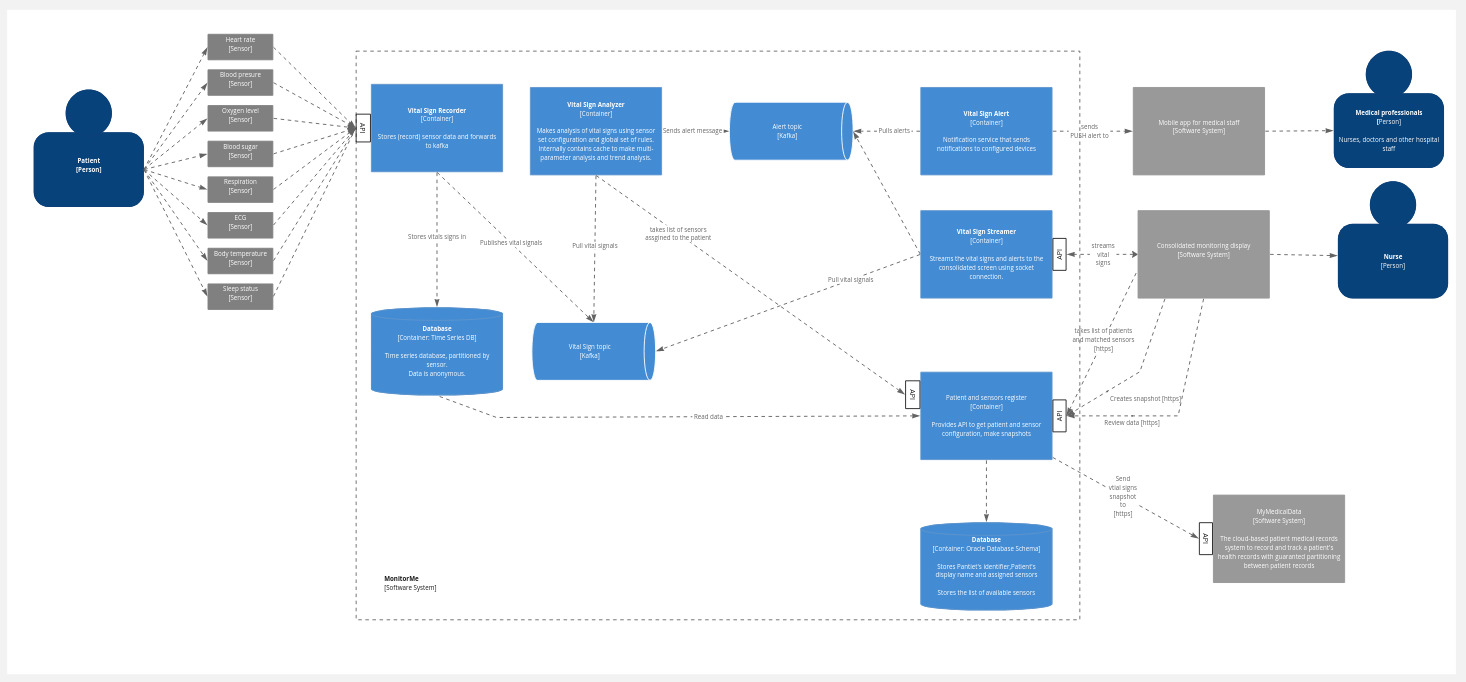 Patient
[Person]
Heart rate
[Sensor]
Blood presure
[Sensor]
Oxygen level
[Sensor]
Blood sugar
[Sensor]
Respiration
[Sensor]
ECG
[Sensor]
Body temperature
[Sensor]
Sleep status
[Sensor]
API
Vital Sign Recorder
[Container]
Stores (record) sensor data and forwards
to kafka
Vital Sign Analyzer
[Container]
Makes analysis of vital signs using sensor
set configuration and global set of rules.
Internally contains cache to make multi-
parameter analysis and trend analysis.
Sends alert message
Alert topic
[Kafka]
Pulls alerts
Vital Sign Alert
[Container]
Notification service that sends
notifications to configured devices
sends
PUSH alert to
Mobile app for medical staff
[Software System]
Medical professionals
[Person]
Nurses, doctors and other hospital
staff
Stores vitals signs in
Publishes vital signals
Pull vital signals
takes list of sensors
assgined to the patient
Pull vital signals
Vital Sign Streamer
[Container]
Streams the vital signs and alerts to the
consolidated screen using socket
connection.
API
streams
vital
signs
Consolidated monitoring display
[Software System]
Nurse
[Person]
Database
[Container: Time Series DB]
Time series database, partitioned by
sensor.
Data is anonymous.
Vital Sign topic
[Kafka]
takes list of patients
and matched sensors
[https]
Read data
API
Patient and sensors register
[Container]
Provides API to get patient and sensor
configuration, make snapshots
API
Creates snapshot [https]
Review data [https]
Send
vtial signs
snapshot
to
[https]
API
MyMedicalData
[Software System]
The cloud-based patient medical records
system to record and track a patient's
health records with guaranted partitioning
between patient records
Database
[Container: Oracle Database Schema]
Stores Pantiet's identifier,Patient's
display name and assigned sensors
Stores the list of available sensors
MonitorMe
[Software System]